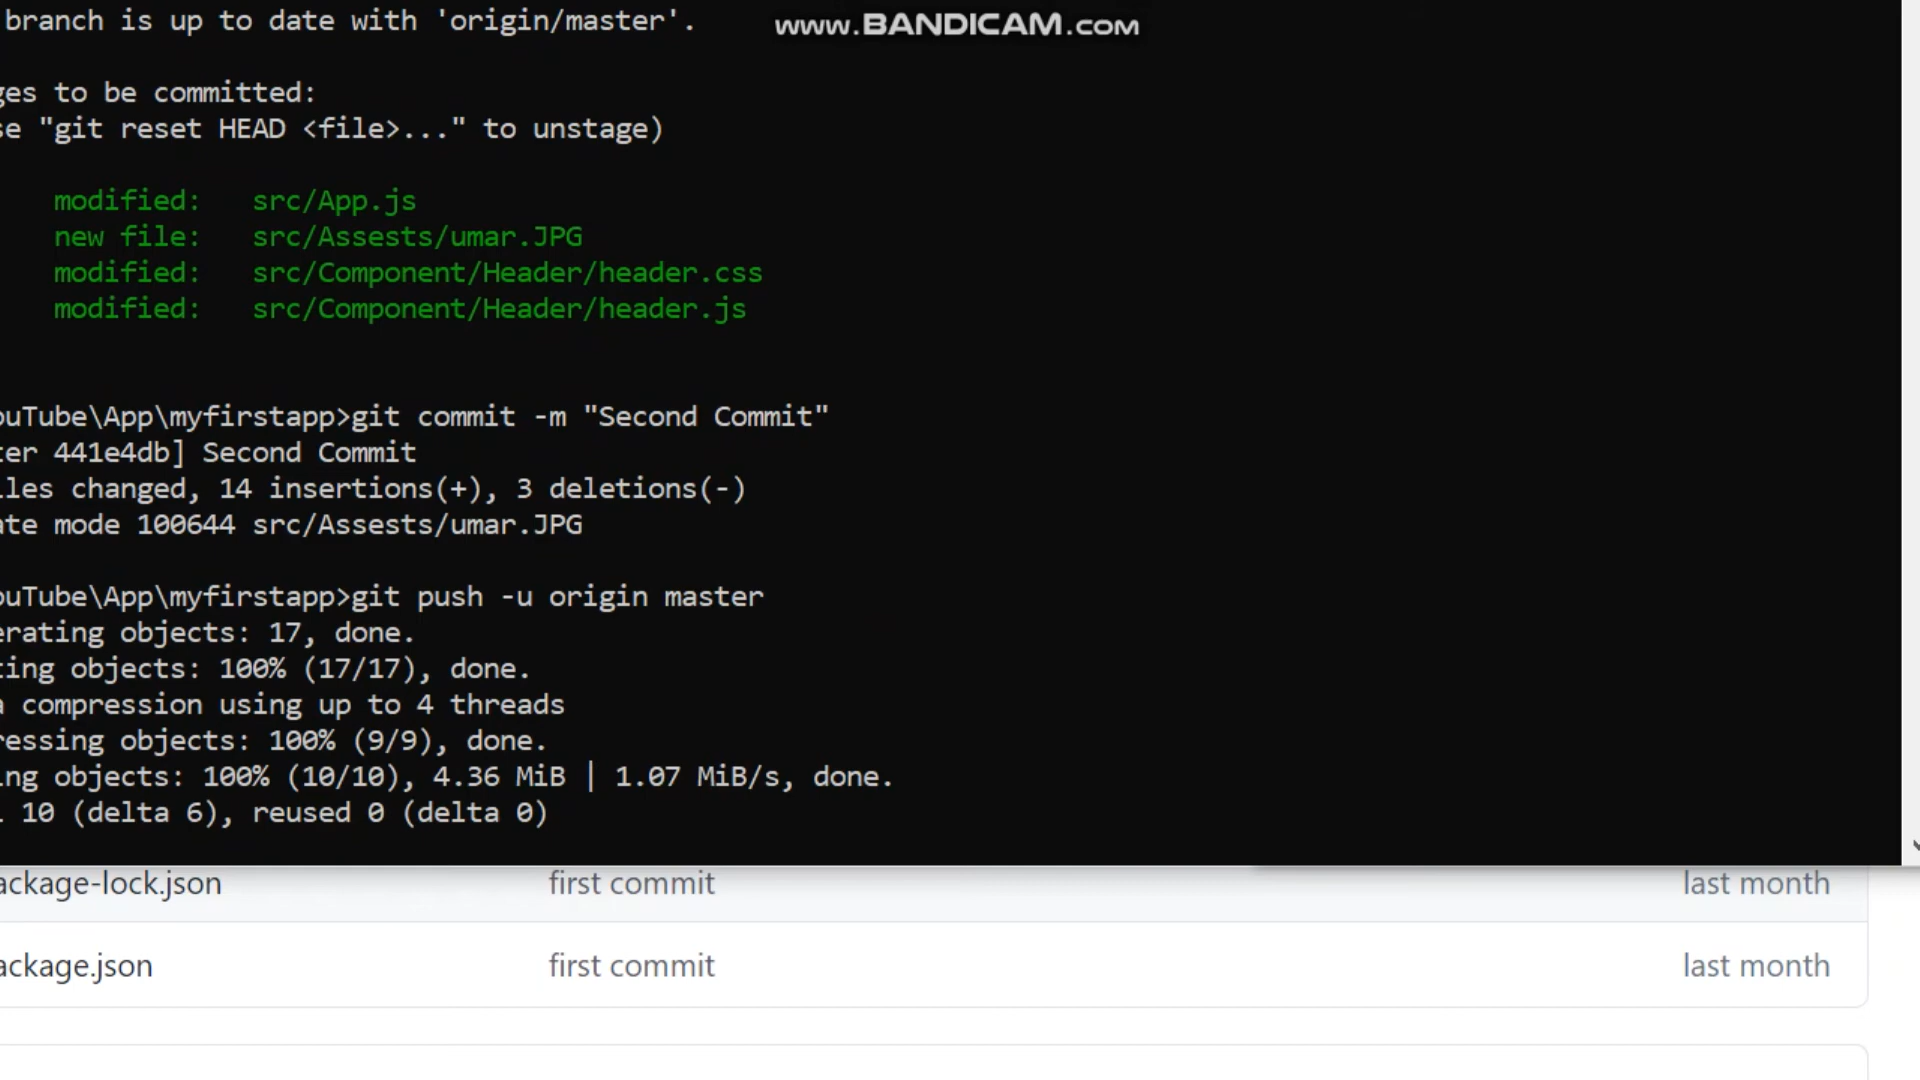 branch is up to date with 'origin/master'.
www.BANDICAM.com
ges to be committed:
se "git reset HEAD <file>..." to unstage)
modified: src/App.js
new file: src/Assests/umar.JPG
modified: src/Component/Header/header.css
modified: src/Component/Header/header.js
ouTube\App\myfirstapp>git commit -m "Second Commit"
ter 441e4db] Second Commit
les changed, 14 insertions(+), 3 deletions(-)
ate mode 100644 src/Assests/umar.JPG
ouTube\App\myfirstapp>git push -u origin master
erating objects: 17, done.
ting objects: 100% (17/17), done.
a compression using up to 4 threads
ressing objects: 100% (9/9), done.
ng objects: 100% (10/10), 4.36 MiB | 1.07 MiB/s, done.
10 (delta 6), reused 0 (delta 0)
ackage-lock.json first commit last month
ackage.json first commit last month